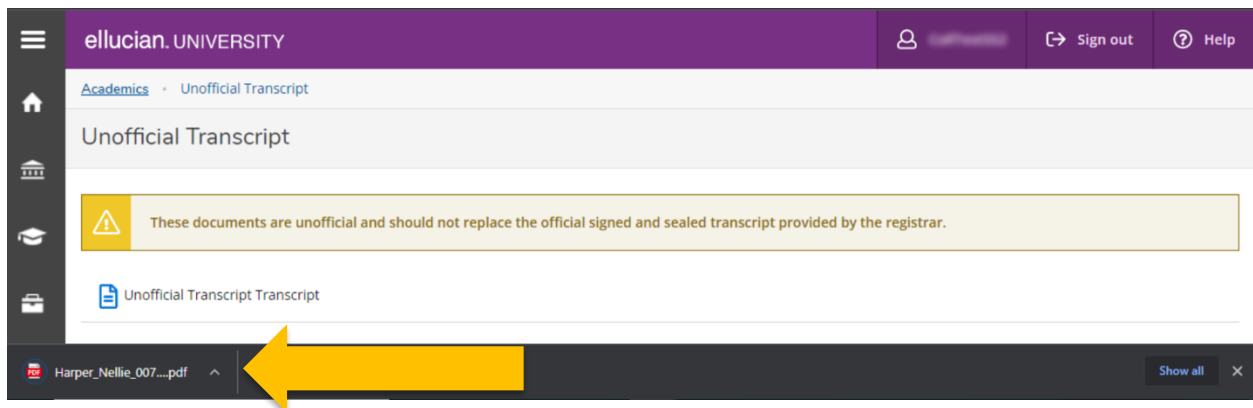 ellucian. UNIVERSITY
Sign out
Help
Academics • Unofficial Transcript
Unofficial Transcript
These documents are unofficial and should not replace the official signed and sealed transcript provided by the registrar.
Unofficial Transcript Transcript
PDF
Harper_Nellie_007....pdf
Show all